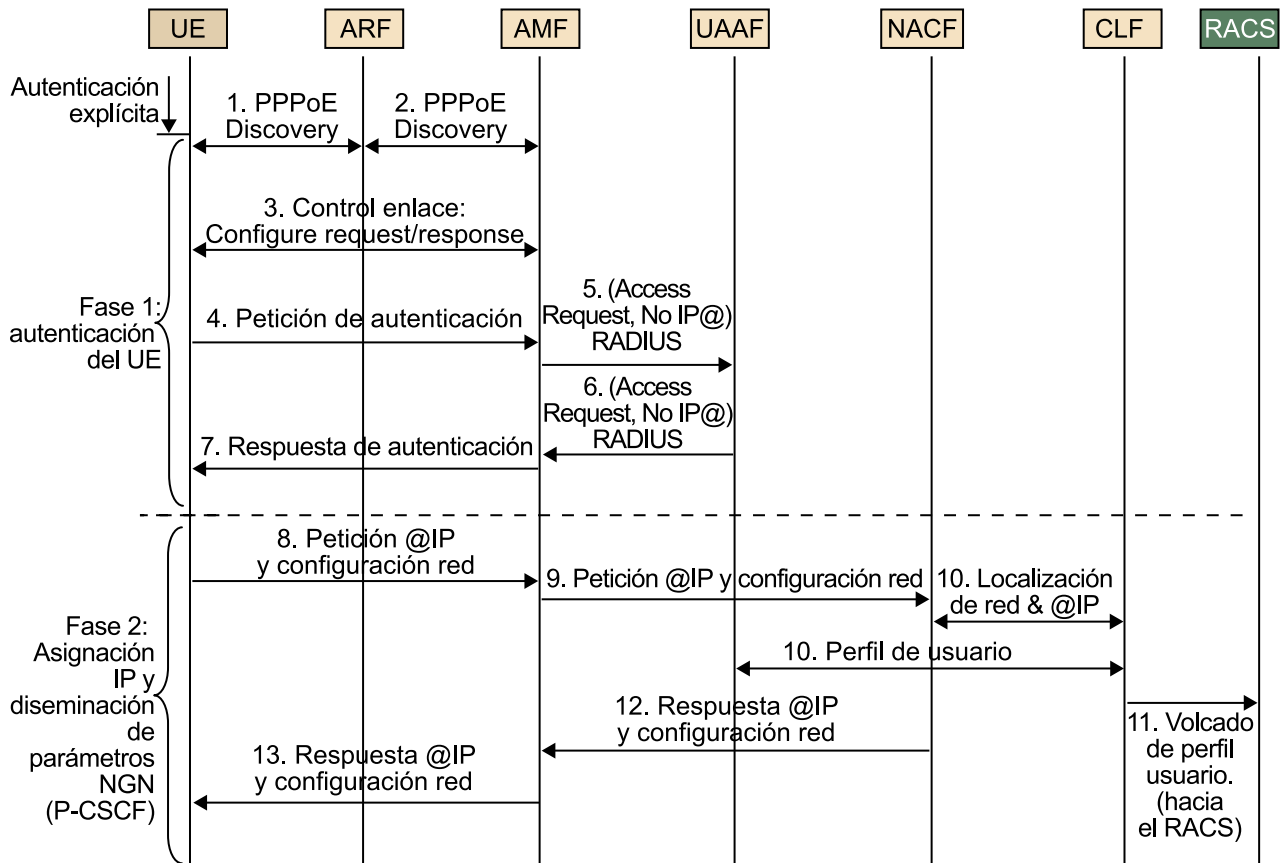 UE
ARF
AMF
UAAF
NACF
CLF
RACS
Autenticación
explícita
1. PPPoE
Discovery
2. PPPoE
Discovery
3. Control enlace:
Configure request/response
Fase 1:
autenticación
del UE
4. Petición de autenticación
5. (Access
Request, No IP@)
RADIUS
6. (Access
Request, No IP@)
RADIUS
7. Respuesta de autenticación
8. Petición @IP
y configuración red
9. Petición @IP y configuración red
10. Localización
de red & @IP
Fase 2:
Asignación
IP y
diseminación
de
parámetros
NGN
(P-CSCF)
10. Perfil de usuario
11. Volcado
de perfil
usuario.
(hacia
el RACS)
12. Respuesta @IP
y configuración red
13. Respuesta @IP
y configuración red